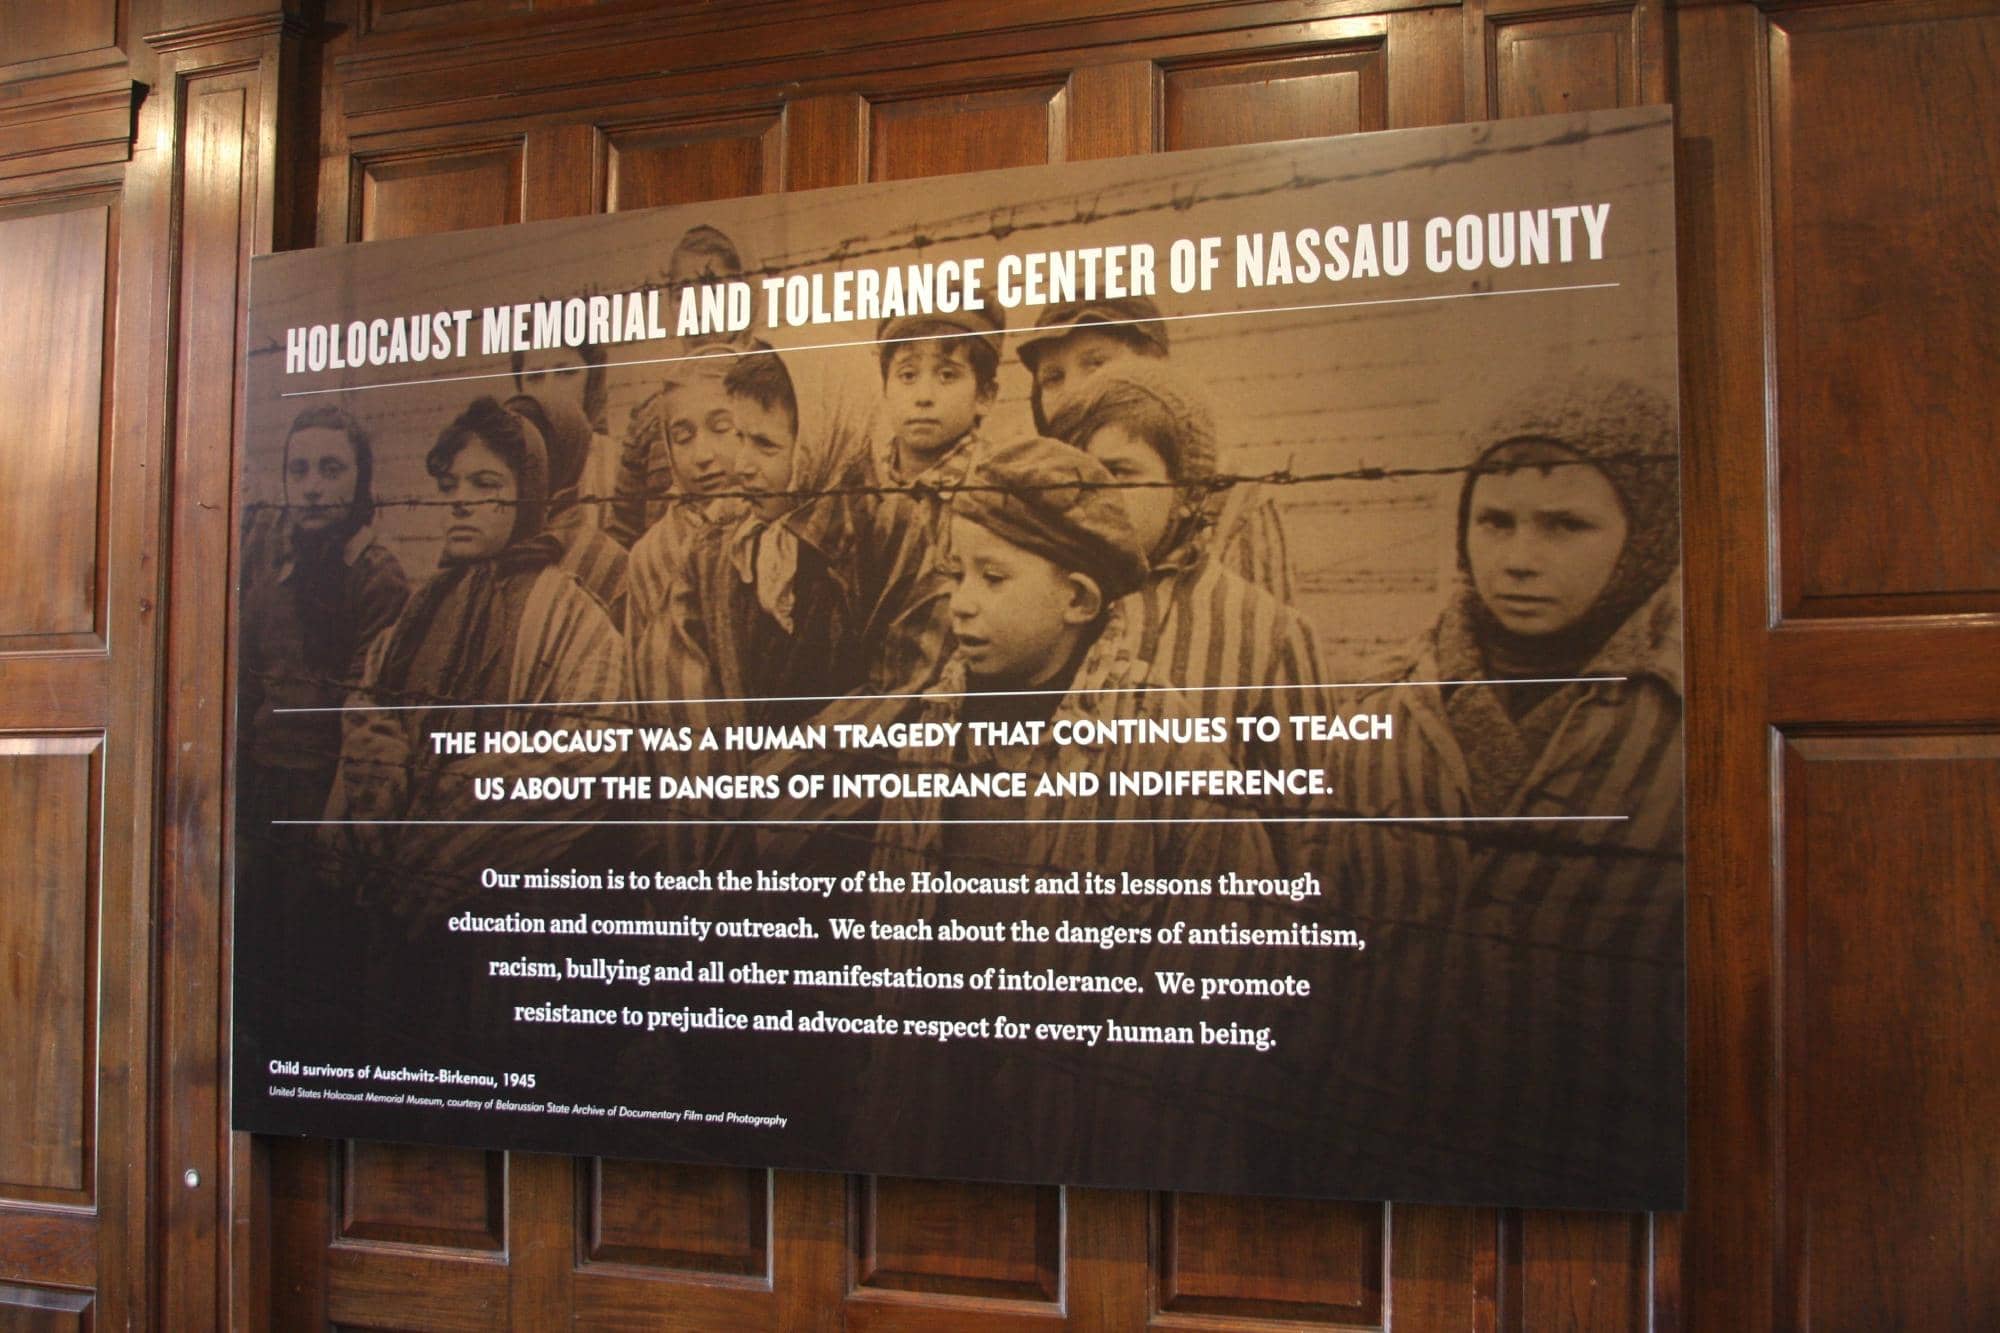 HOLOCAUST MEMORIAL AND TOLERANCE CENTER OF NASSAU COUNTY
THE HOLOCAUST WAS A HUMAN TRAGEDY THAT CONTINUES TO TEACH
US ABOUT THE DANGERS OF INTOLERANCE AND INDIFFERENCE.
Our mission is to teach the history of the Holocaust and its lessons through
education and community outreach.  We teach about the dangers of antisemitism,
racism, bullying and all other manifestations of intolerance.  We promote
resistance to prejudice and advocate respect for every human being.
Child survivors of Auschwitz-Birkenau, 1945
United States Holocaust Memorial Museum, courtesy of Belarussian State Archive of Documentary Film and Photography